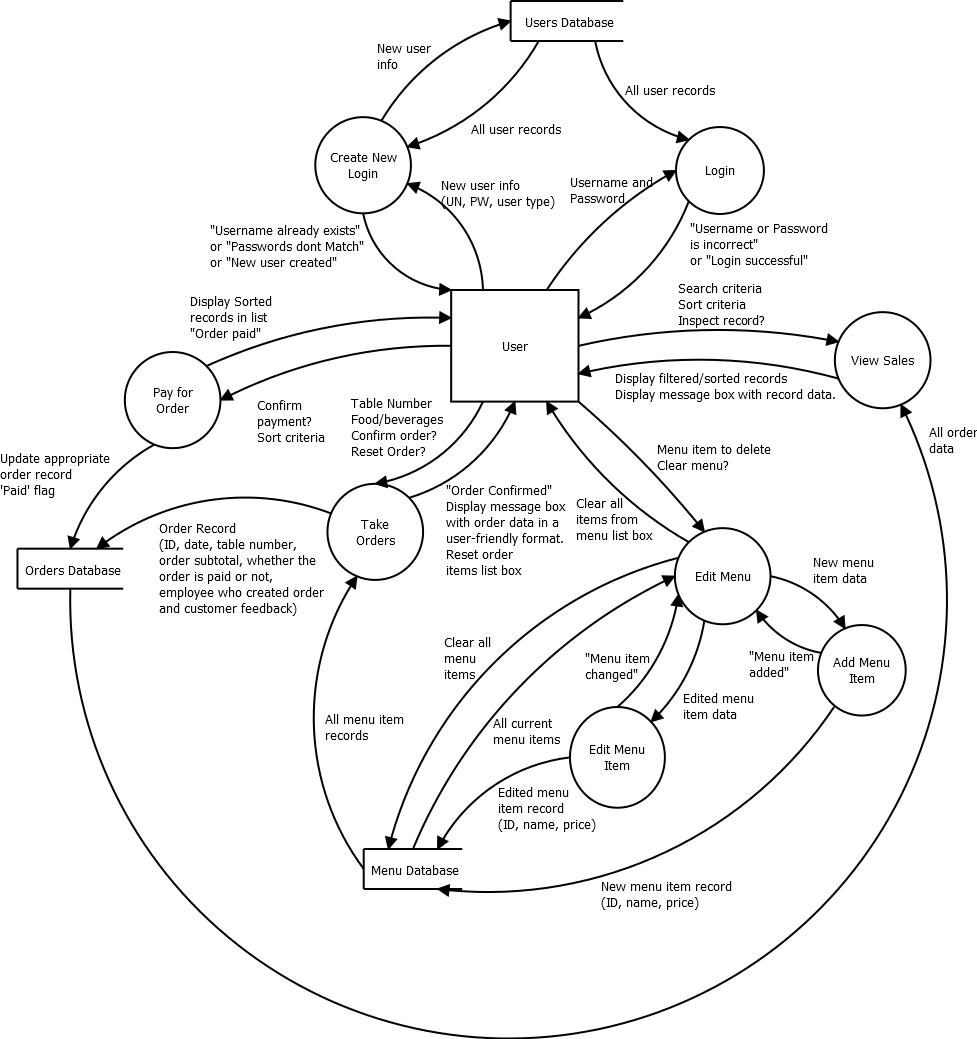 Users Database
New user
info
All user records
All user records
Create New
Login
Login
New user info
(UN, PW, user type)
Username and
Password
"Username already exists"
or "Passwords dont Match"
or "New user created"
"Username or Password
is incorrect"
or "Login successful"
Display Sorted
records in list
"Order paid"
Search criteria
Sort criteria
Inspect record?
User
View Sales
Pay for
Order
Display filtered/sorted records
Display message box with record data.
Confirm
payment?
Sort criteria
Table Number
Food/beverages
Confirm order?
Reset Order?
All order
data
Update appropriate
order record
'Paid' flag
Menu item to delete
Clear menu?
"Order Confirmed"
Display message box
with order data in a
user-friendly format.
Reset order
items list box
Clear all
items from
menu list box
Order Record
(ID, date, table number,
order subtotal, whether the
order is paid or not,
employee who created order
and customer feedback)
Take
Orders
Orders Database
Edit Menu
New menu
item data
Clear all
menu
items
"Menu item
changed"
"Menu item
added"
Add Menu
Item
Edited menu
item data
All menu item
records
All current
menu items
Edit Menu
Item
Edited menu
item record
(ID, name, price)
Menu Database
New menu item record
(ID, name, price)